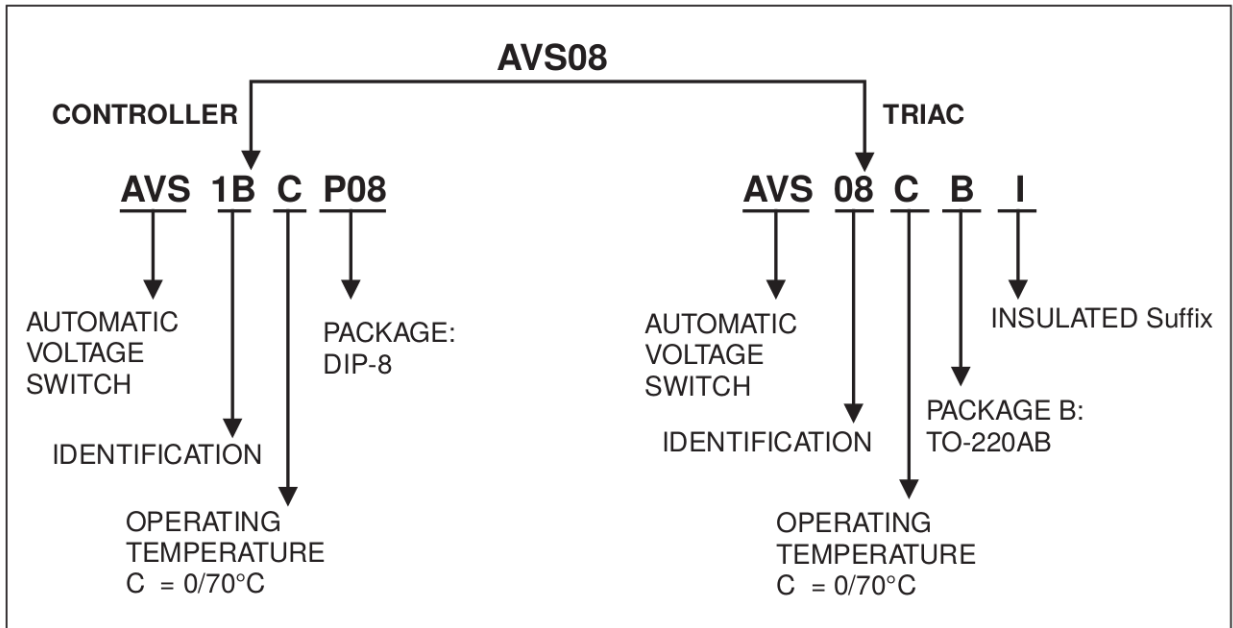 AVS08
CONTROLLER
TRIAC
AVS 1B C P08
AVS 08 C B I
AUTOMATIC
VOLTAGE
SWITCH
PACKAGE:
DIP-8
IDENTIFICATION
OPERATING
TEMPERATURE
C = 0/70°C
AUTOMATIC
VOLTAGE
SWITCH
INSULATED Suffix
PACKAGE B:
TO-220AB
IDENTIFICATION
OPERATING
TEMPERATURE
C = 0/70°C